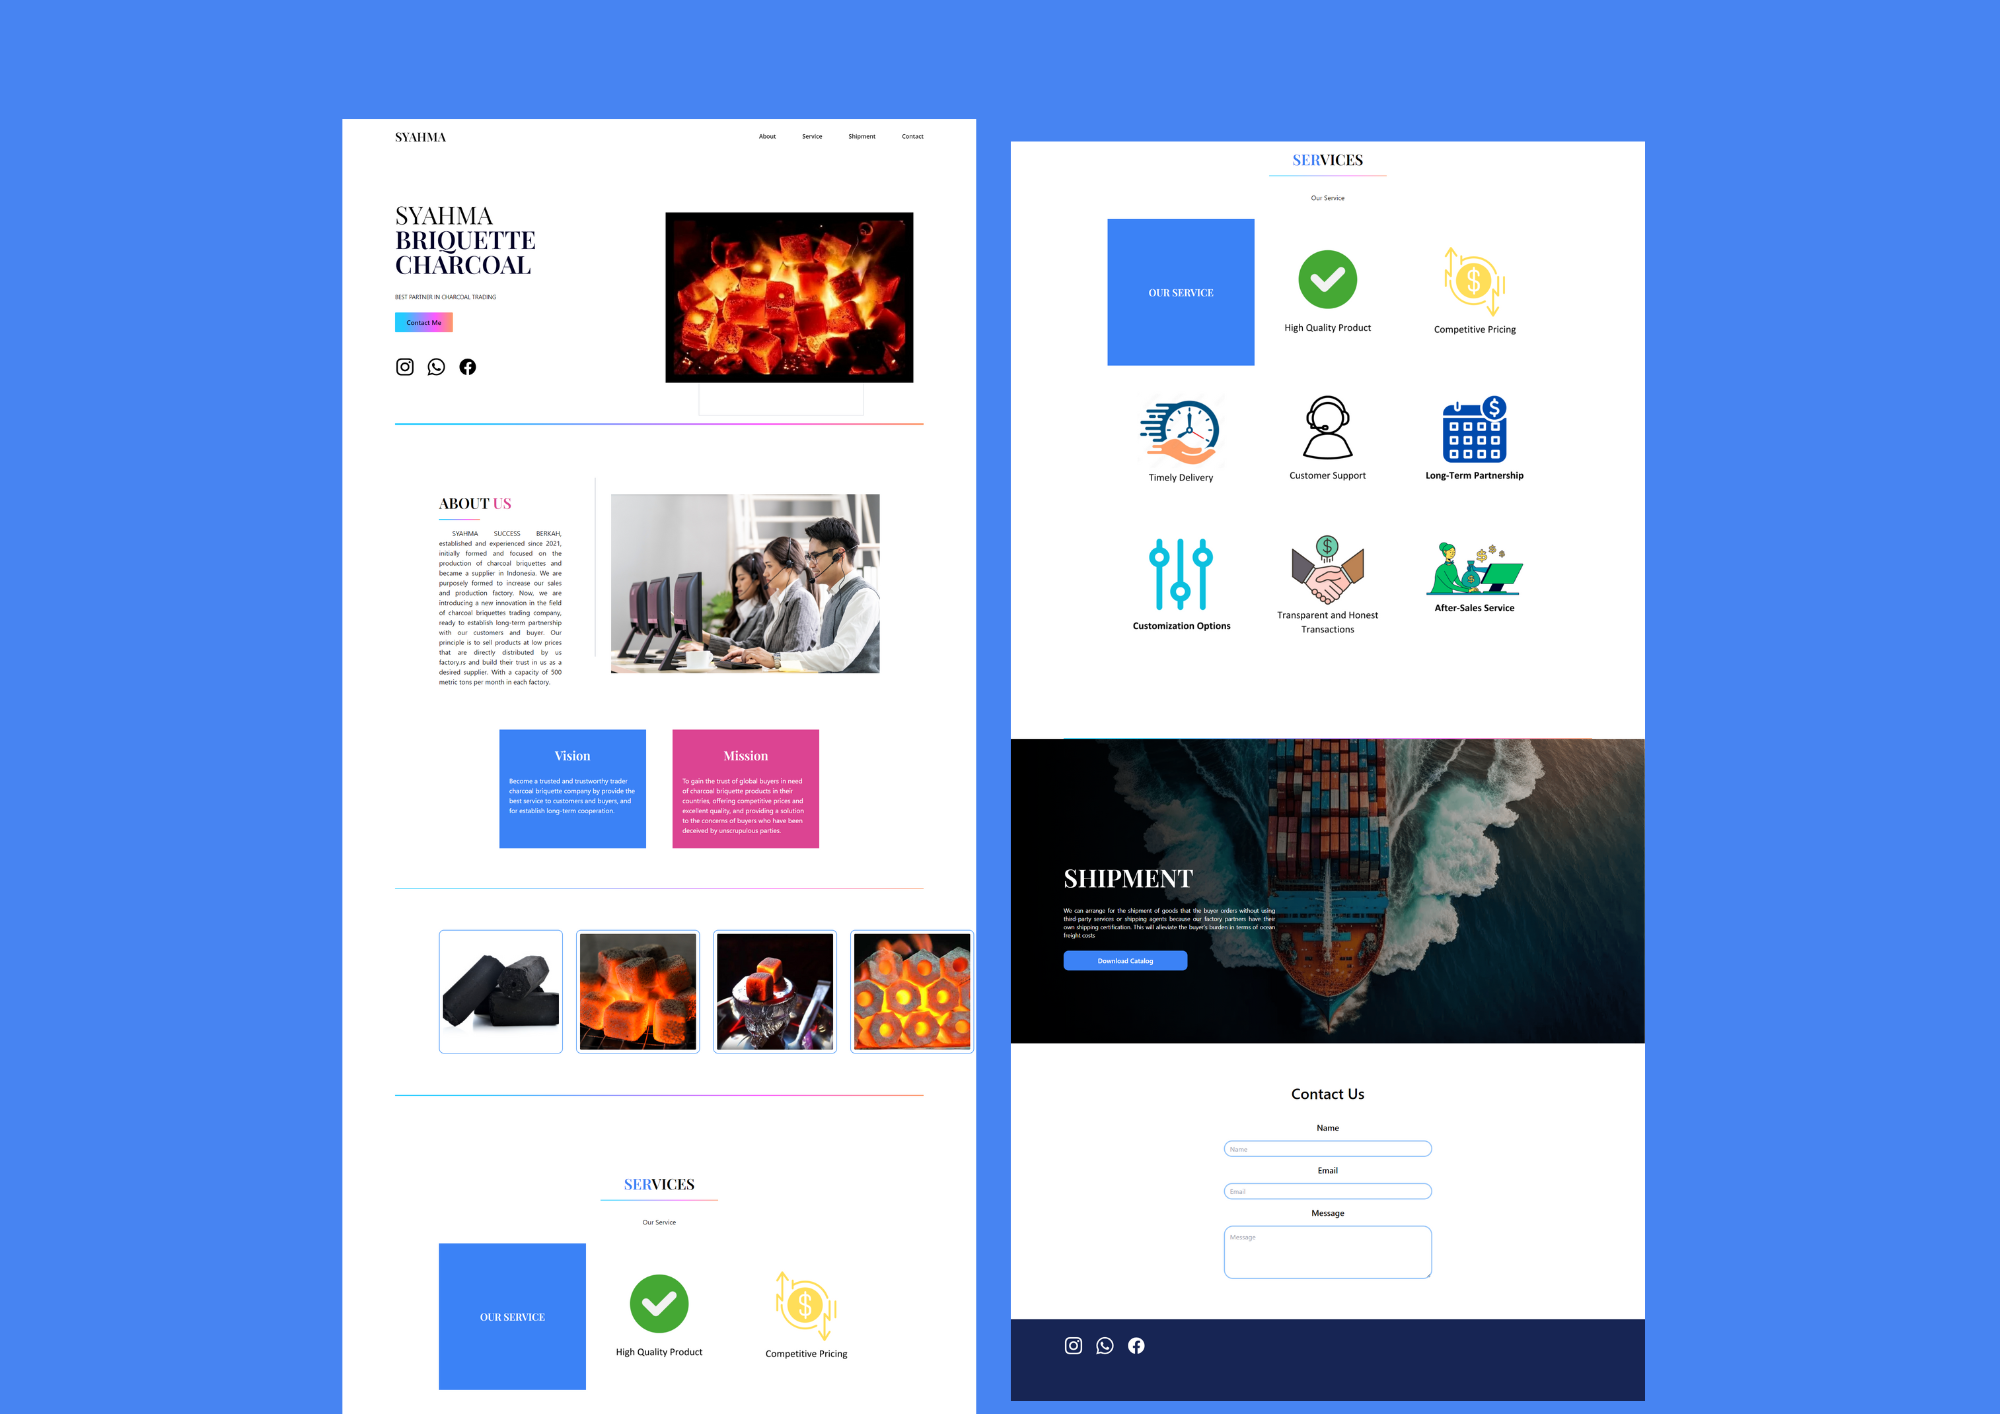 SYAHMA
About Service Shipment Contact
SYAHMA
BRIQUETTE
CHARCOAL
BEST PARTNER IN CHARCOAL TRADING
Contact Me
ABOUT US
SYAHMA SUCCESS BERKAH,
established and experienced since 2021,
initially formed and focused on the
production of charcoal briquettes and
became a supplier in Indonesia. We are
purposely formed to increase our sales
and production factory. Now, we are
introducing a new innovation in the field
of charcoal briquettes trading company,
ready to establish long-term partnership
with our customers and buyer. Our
principle is to sell products at low prices
that are directly distributed by us
factory.rs and build their trust in us as a
desired supplier. With a capacity of 500
metric tons per month in each factory.
Vision
Become a trusted and trustworthy trader
charcoal briquette company by provide the
best service to customers and buyers, and
for establish long-term cooperation.
Mission
To gain the trust of global buyers in need
of charcoal briquette products in their
countries, offering competitive prices and
excellent quality, and providing a solution
to the concerns of buyers who have been
deceived by unscrupulous parties.
SERVICES
Our Service
OUR SERVICE
High Quality Product
Competitive Pricing
SERVICES
Our Service
OUR SERVICE
High Quality Product
Competitive Pricing
Timely Delivery
Customer Support
Long-Term Partnership
Customization Options
Transparent and Honest
Transactions
After-Sales Service
SHIPMENT
We can arrange for the shipment of goods that the buyer orders without using
third-party services or shipping agents because our factory partners have their
own shipping certification. This will alleviate the buyer's burden in terms of ocean
freight costs.
Download Catalog
Contact Us
Name
Name
Email
Email
Message
Message